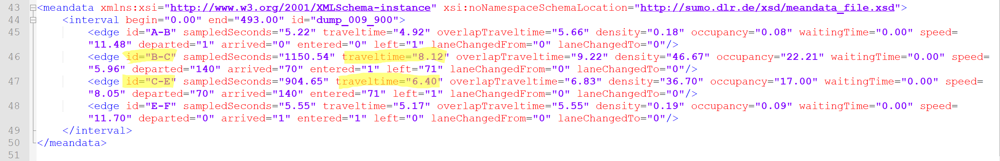 43 <meandata xmlns:xsi="http://www.w3.org/2001/XMLSchema-instance" xsi:noNamespaceSchemaLocation="http://sumo.dlr.de/xsd/meandata_file.xsd">
44 <interval begin="0.00" end="493.00" id="dump_009_900">
45 <edge id="A-B" sampledSeconds="5.22" traveltime="4.92" overlapTraveltime="5.66" density="0.18" occupancy="0.08" waitingTime="0.00" speed=
"11.48" departed="1" arrived="0" entered="0" left="1" laneChangedFrom="0" laneChangedTo="0"/>
46 <edge id="B-C" sampledSeconds="1150.54" traveltime="8.12" overlapTraveltime="9.22" density="46.67" occupancy="22.21" waitingTime="0.00" speed=
"5.96" departed="140" arrived="70" entered="1" left="71" laneChangedFrom="0" laneChangedTo="0"/>
47 <edge id="C-E" sampledSeconds="904.65" traveltime="6.40" overlapTraveltime="6.83" density="36.70" occupancy="17.00" waitingTime="0.00" speed=
"8.05" departed="70" arrived="140" entered="71" left="1" laneChangedFrom="0" laneChangedTo="0"/>
48 <edge id="E-F" sampledSeconds="5.55" traveltime="5.17" overlapTraveltime="5.55" density="0.19" occupancy="0.09" waitingTime="0.00" speed=
"11.70" departed="0" arrived="1" entered="1" left="0" laneChangedFrom="0" laneChangedTo="0"/>
49 </interval>
50 </meandata>
51